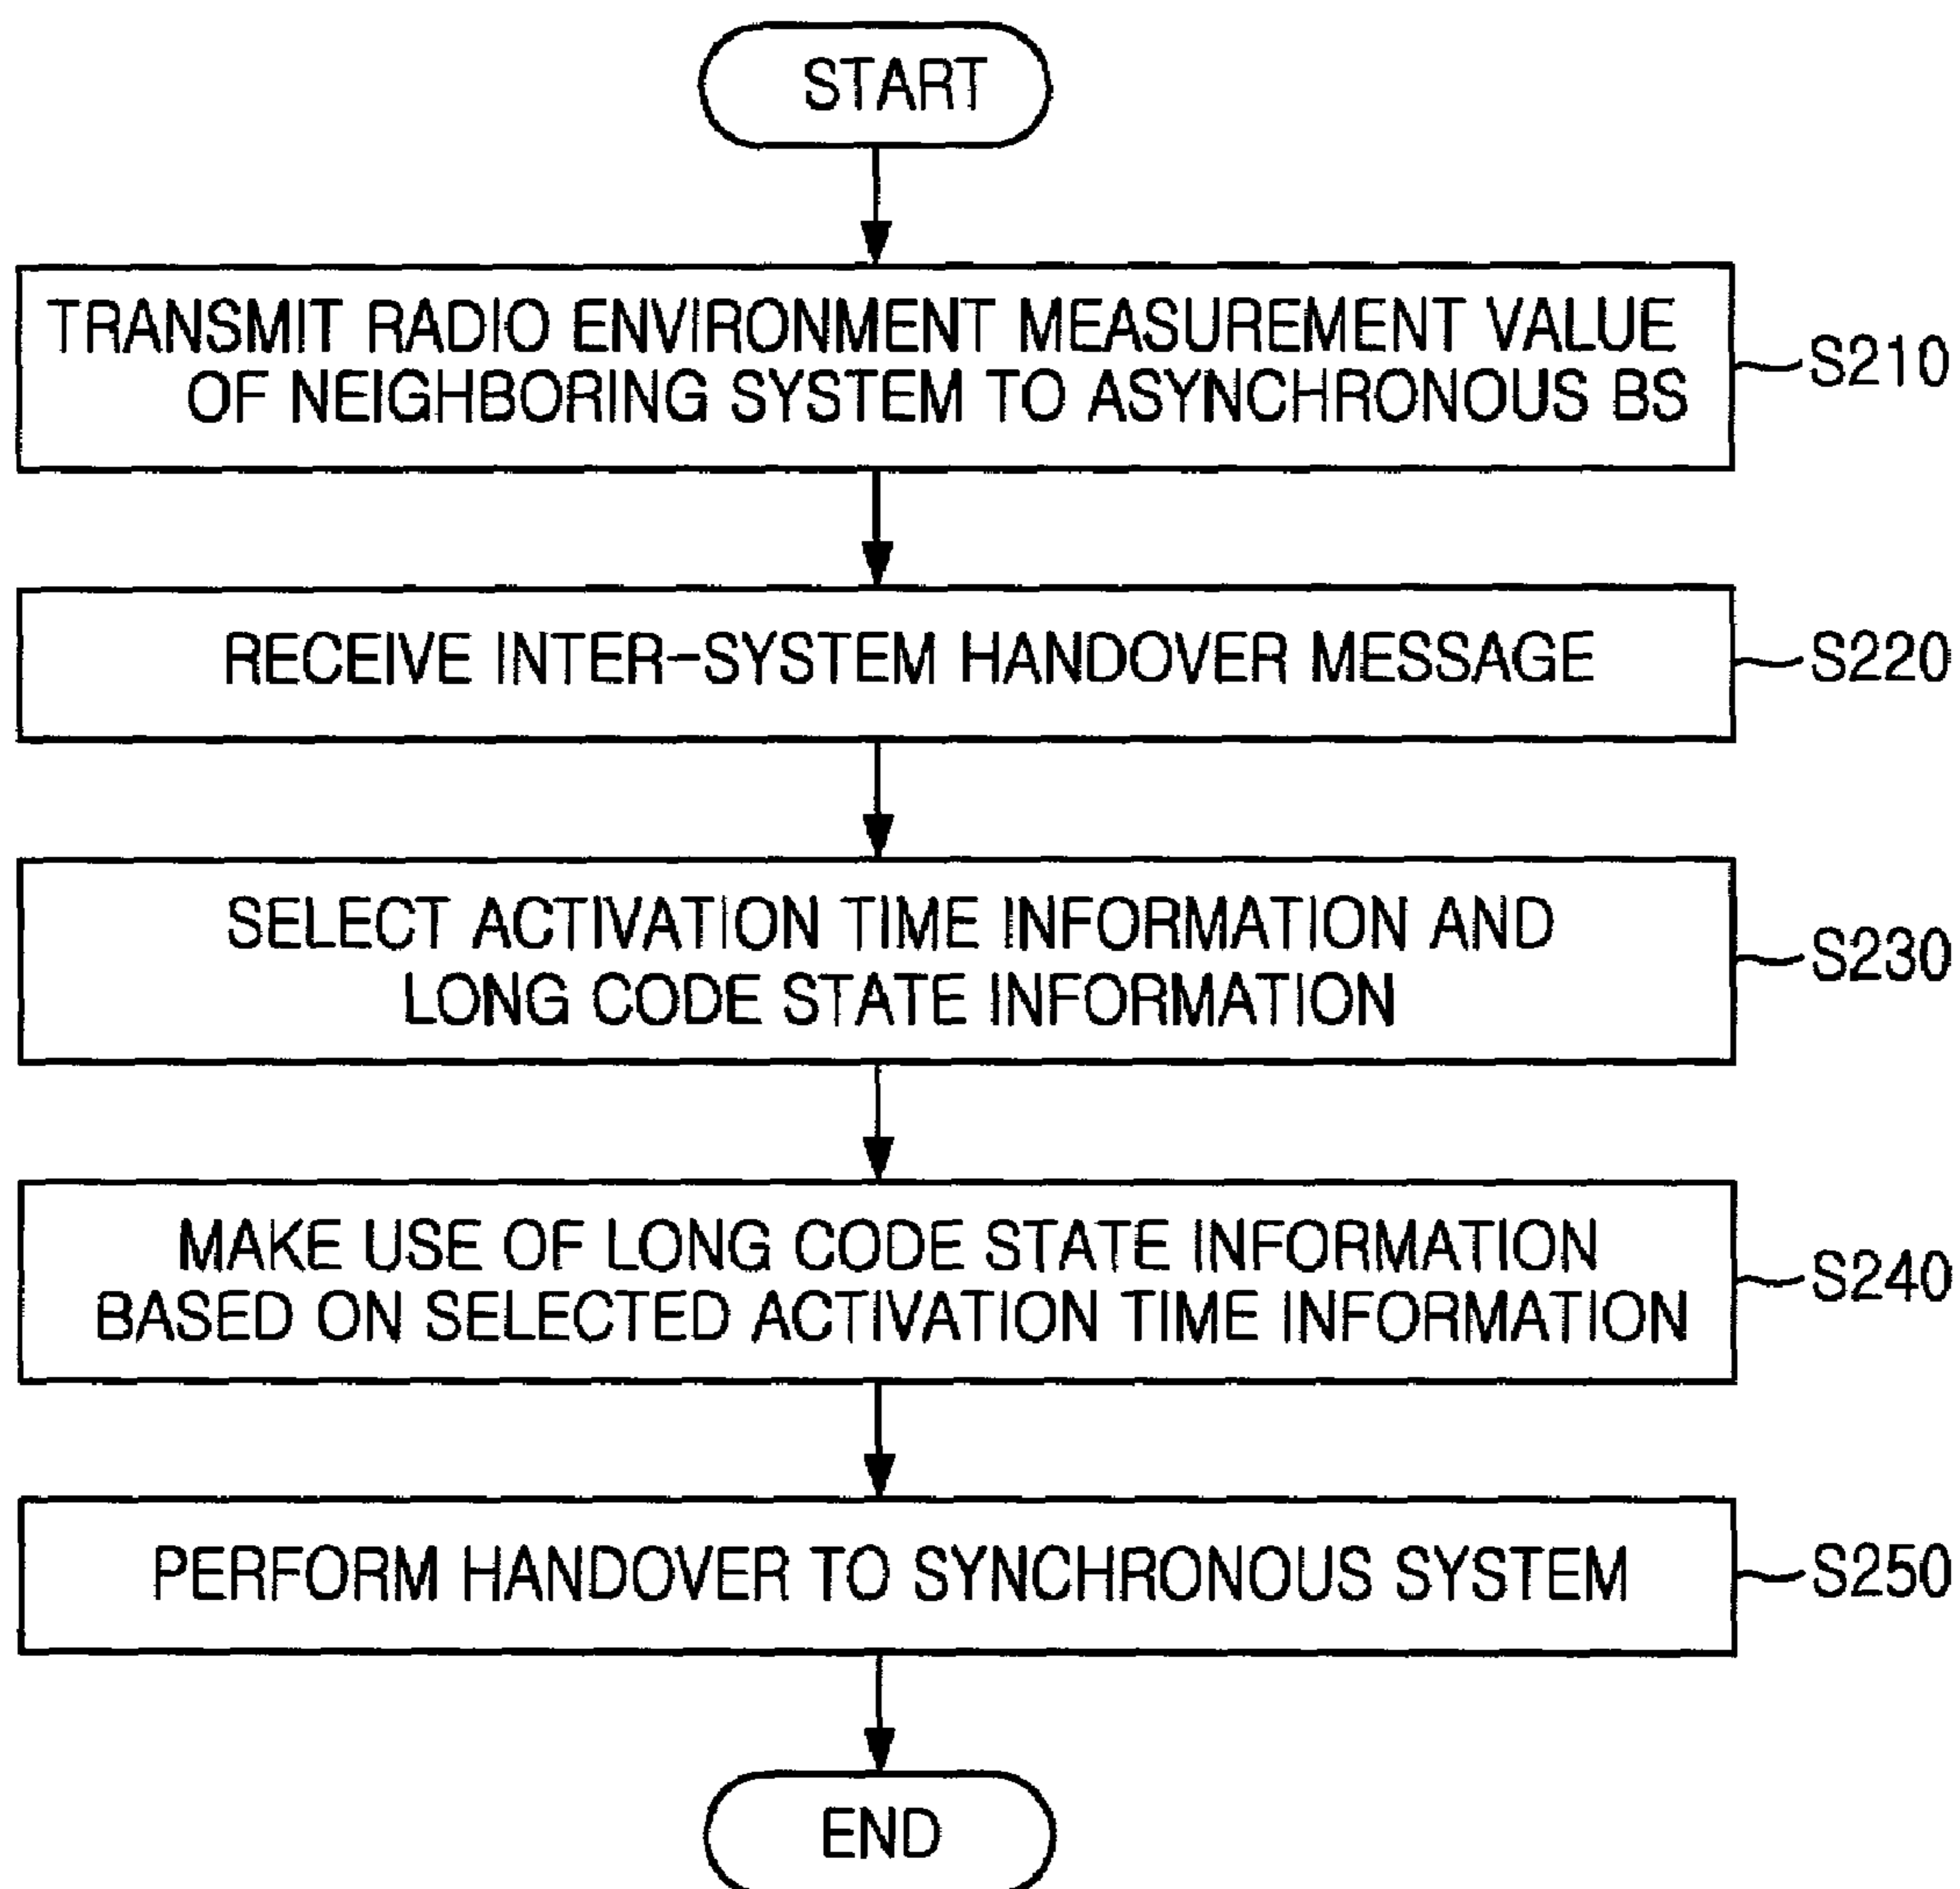 START
TRANSMIT RADIO ENVIRONMENT MEASUREMENT VALUE
OF NEIGHBORING SYSTEM TO ASYNCHRONOUS BS
S210
RECEIVE INTER-SYSTEM HANDOVER MESSAGE
S220
SELECT ACTIVATION TIME INFORMATION AND
LONG CODE STATE INFORMATION
S230
MAKE USE OF LONG CODE STATE INFORMATION
BASED ON SELECTED ACTIVATION TIME INFORMATION
S240
PERFORM HANDOVER TO SYNCHRONOUS SYSTEM
S250
END